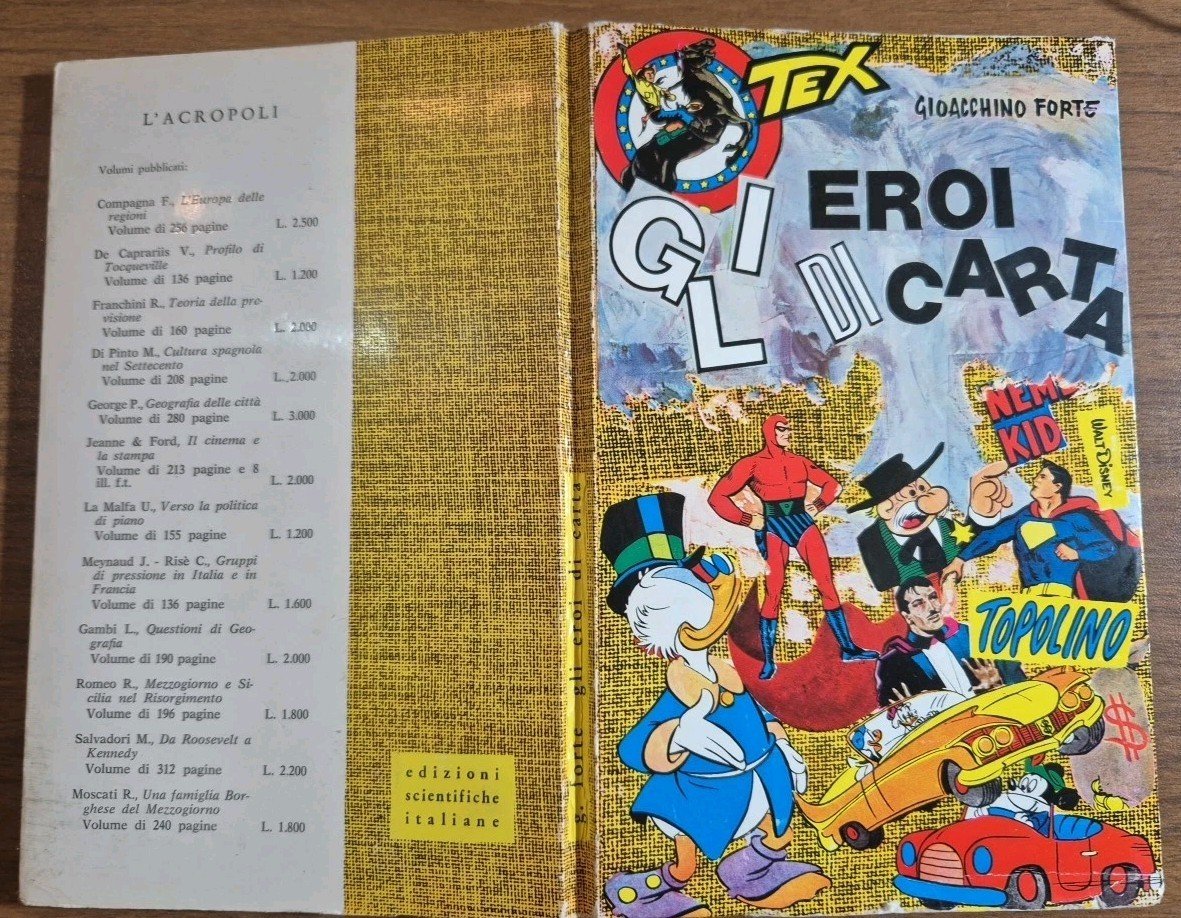 L'ACROPOLI
Volumi pubblicati:
Compagna F., L'Europa delle
regioni
Volume di 256 pagine L. 2.500
De Caprariis V., Profilo di
Tocqueville
Volume di 136 pagine L. 1.200
Franchini R., Teoria della pre-
visione
Volume di 160 pagine L. 2.000
Di Pinto M., Cultura spagnola
nel Settecento
Volume di 208 pagine L. 2.000
George P., Geografia delle città
Volume di 280 pagine L. 3.000
Jeanne & Ford, Il cinema e
la stampa
Volume di 213 pagine e 8
ill. f.t. L. 2.000
La Malfa U., Verso la politica
di piano
Volume di 155 pagine L. 1.200
Meynaud J. - Risè C., Gruppi
di pressione in Italia e in
Francia
Volume di 136 pagine L. 1.600
Gambi L., Questioni di Geo-
grafia
Volume di 190 pagine L. 2.000
Romeo R., Mezzogiorno e Si-
cilia nel Risorgimento
Volume di 196 pagine L. 1.800
Salvadori M., Da Roosevelt a
Kennedy
Volume di 312 pagine L. 2.200
Moscati R., Una famiglia Bor-
ghese del Mezzogiorno
Volume di 240 pagine L. 1.800
edizioni
scientifiche
italiane
g. forte gli eroi di carta
TEX
GIOACCHINO FORTE
GLI EROI
DI CARTA
NEMB
KID
WALT DISNEY
TOPOLINO
$